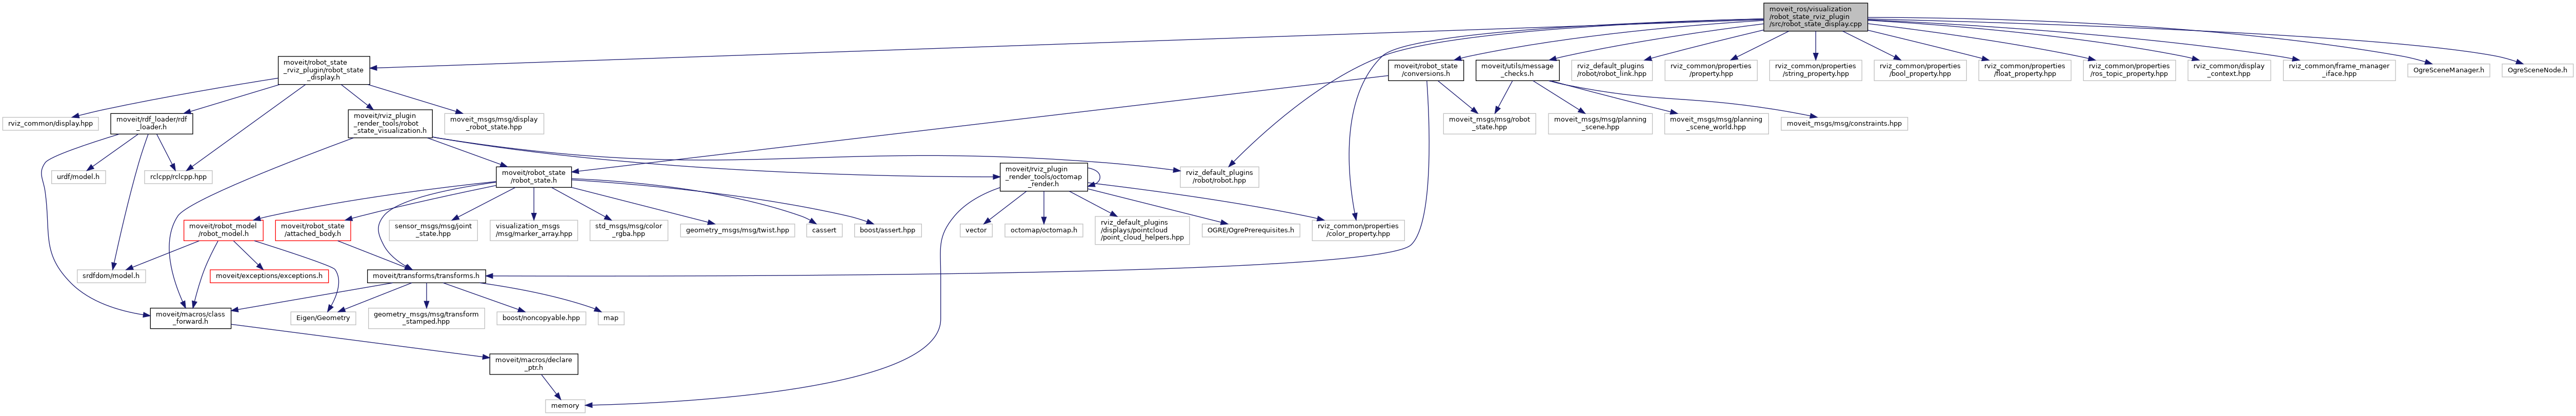 moveit_ros/visualization
/robot_state_rviz_plugin
/src/robot_state_display.cpp
moveit/robot_state
_rviz_plugin/robot_state
_display.h
moveit/robot_state
/conversions.h
moveit/utils/message
_checks.h
rviz_default_plugins
/robot/robot_link.hpp
rviz_common/properties
/property.hpp
rviz_common/properties
/string_property.hpp
rviz_common/properties
/bool_property.hpp
rviz_common/properties
/float_property.hpp
rviz_common/properties
/ros_topic_property.hpp
rviz_common/display
_context.hpp
rviz_common/frame_manager
_iface.hpp
OgreSceneManager.h
OgreSceneNode.h
rviz_common/display.hpp
moveit/rdf_loader/rdf
_loader.h
moveit/rviz_plugin
_render_tools/robot
_state_visualization.h
moveit_msgs/msg/display
_robot_state.hpp
moveit_msgs/msg/robot
_state.hpp
moveit_msgs/msg/planning
_scene.hpp
moveit_msgs/msg/planning
_scene_world.hpp
moveit_msgs/msg/constraints.hpp
urdf/model.h
rclcpp/rclcpp.hpp
moveit/robot_state
/robot_state.h
moveit/rviz_plugin
_render_tools/octomap
_render.h
rviz_default_plugins
/robot/robot.hpp
moveit/robot_model
/robot_model.h
moveit/robot_state
/attached_body.h
sensor_msgs/msg/joint
_state.hpp
visualization_msgs
/msg/marker_array.hpp
std_msgs/msg/color
_rgba.hpp
geometry_msgs/msg/twist.hpp
cassert
boost/assert.hpp
vector
octomap/octomap.h
rviz_default_plugins
/displays/pointcloud
/point_cloud_helpers.hpp
OGRE/OgrePrerequisites.h
rviz_common/properties
/color_property.hpp
srdfdom/model.h
moveit/exceptions/exceptions.h
moveit/transforms/transforms.h
moveit/macros/class
_forward.h
Eigen/Geometry
geometry_msgs/msg/transform
_stamped.hpp
boost/noncopyable.hpp
map
moveit/macros/declare
_ptr.h
memory